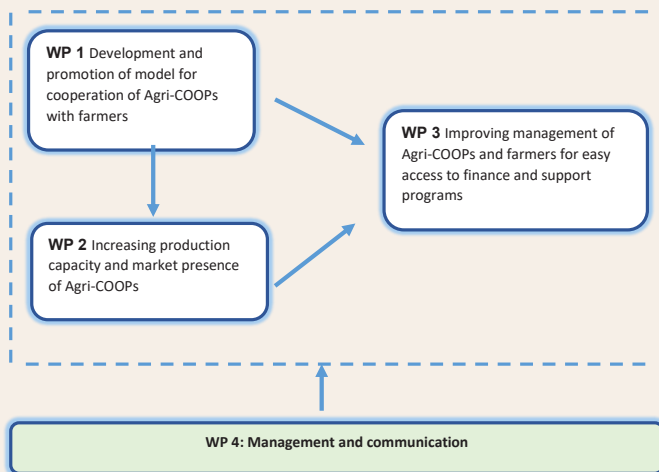 WP 1 Development and
promotion of model for
cooperation of Agri-COOPs
with farmers
WP 3 Improving management of
Agri-COOPs and farmers for easy
access to finance and support
programs
WP 2 Increasing production
capacity and market presence
of Agri-COOPs
WP 4: Management and communication